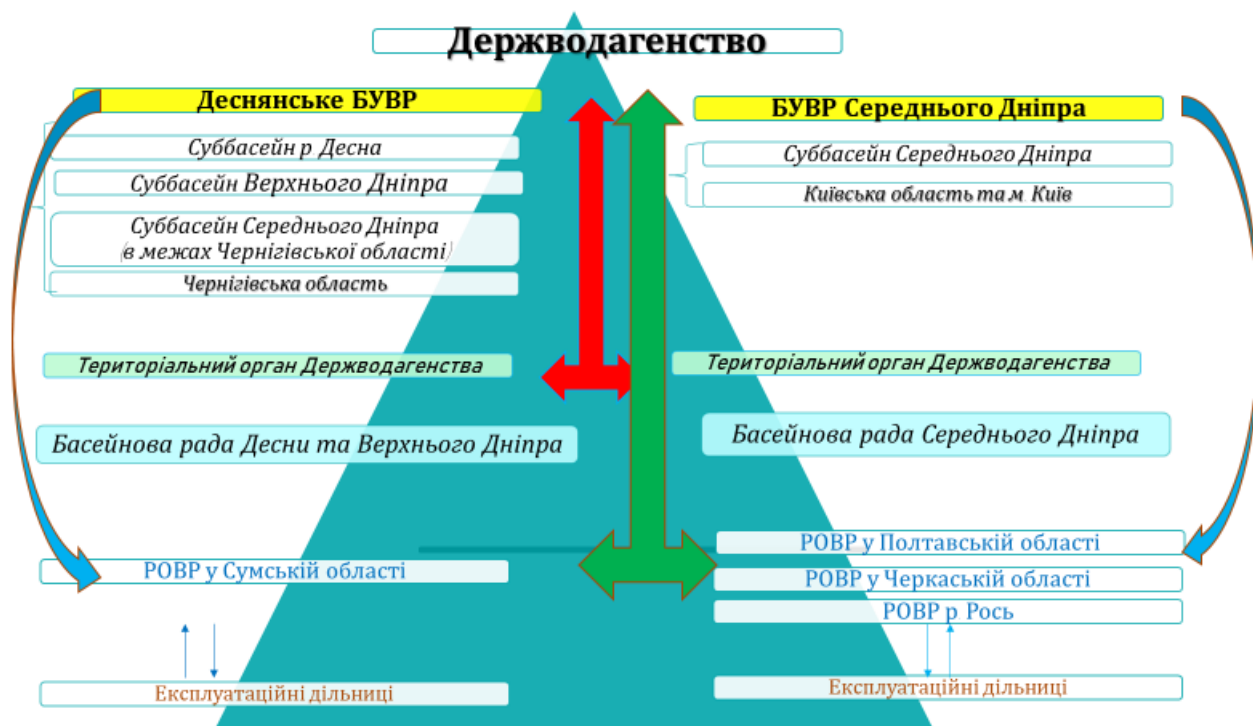 Держводагенство
Деснянське БУВР
Суббасейн р Десна
Суббасейн Верхнього Дніпра
Суббасейн Середнього Дніпра
(в межах Чернігівської області)
Чернігівська область
Територіальний орган Держводагенства
Басейнова рада Десни та Верхнього Дніпра
РОВР у Сумській області
Експлуатаційні дільниці
БУВР Середнього Дніпра
Суббасейн Середнього Дніпра
Київська область та м. Київ
Територіальний орган Держводагенства
Басейнова рада Середнього Дніпра
РОВР у Полтавській області
РОВР у Черкаській області
РОВР р Рось
Експлуатаційні дільниці